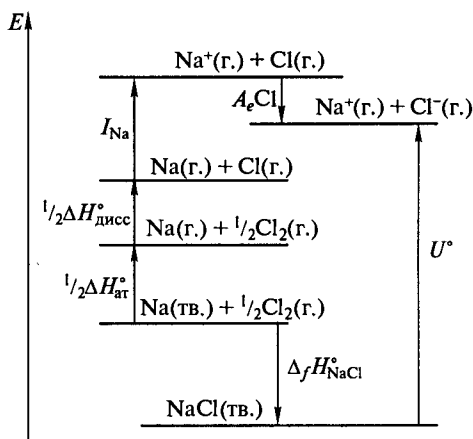 E
Na⁺(г.) + Cl(г.)
AₑCl
Na⁺(г.) + Cl⁻(г.)
I_Na
Na(г.) + Cl(г.)
¹/₂ΔH°дисс
Na(г.) + ¹/₂Cl₂(г.)
U°
¹/₂ΔH°ат
Na(тв.) + ¹/₂Cl₂(г.)
Δ_fH°NaCl
NaCl(тв.)